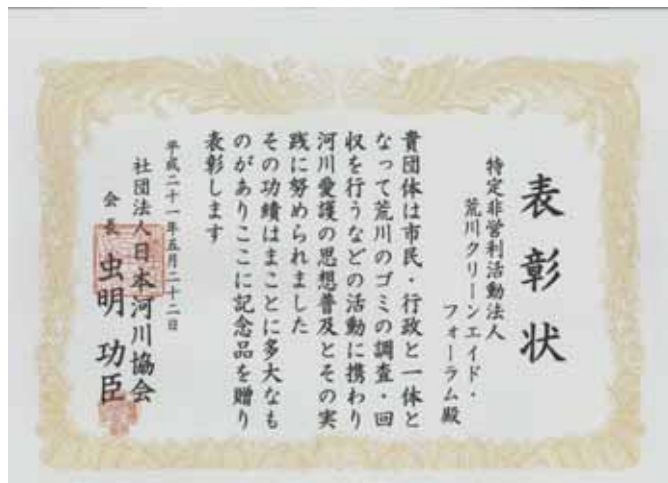 表彰状
特定非営利活動法人
荒川クリーンエイド・
フォーラム殿
貴団体は市民・行政と一体と
なって荒川のゴミの調査・回
収を行うなどの活動に携わり
河川愛護の思想普及とその実
践に努められました
その功績はまことに多大なも
のがありここに記念品を贈り
表彰します
平成二十一年五月二十二日
社団法人日本河川協会
会長 虫明功臣